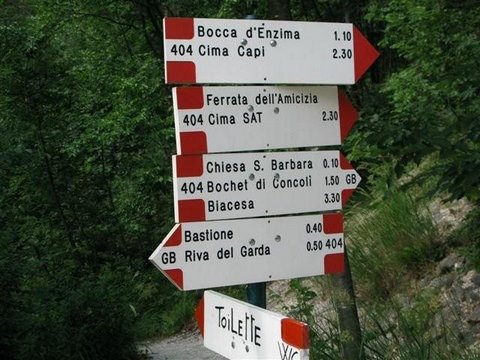 Bocca d'Enzima 1.10
404 Cima Capi 2.30
Ferrata dell'Amicizia
404 Cima SAT 2.30
Chiesa S. Barbara 0.10
404 Bochet di Concolì 1.50 GB
Biacesa 3.30
Bastione 0.40
GB Riva del Garda 0.50 404
ToiLeTTe
WC